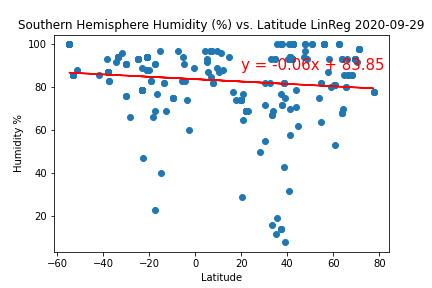 Southern Hemisphere Humidity (%) vs. Latitude LinReg 2020-09-29
100
80
60
40
20
Humidity %
y = -0.06x + 83.85
−60 −40 −20 0 20 40 60 80
Latitude